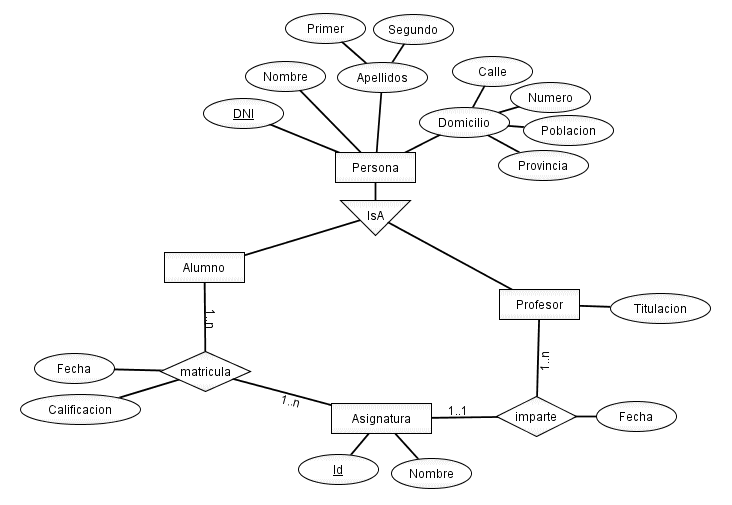 Primer
Segundo
Nombre
Apellidos
Calle
DNI
Numero
Domicilio
Poblacion
Persona
Provincia
IsA
Alumno
Profesor
Titulacion
1..n
Fecha
matricula
1..n
Calificacion
1..n
Asignatura
1..1
imparte
Fecha
Id
Nombre